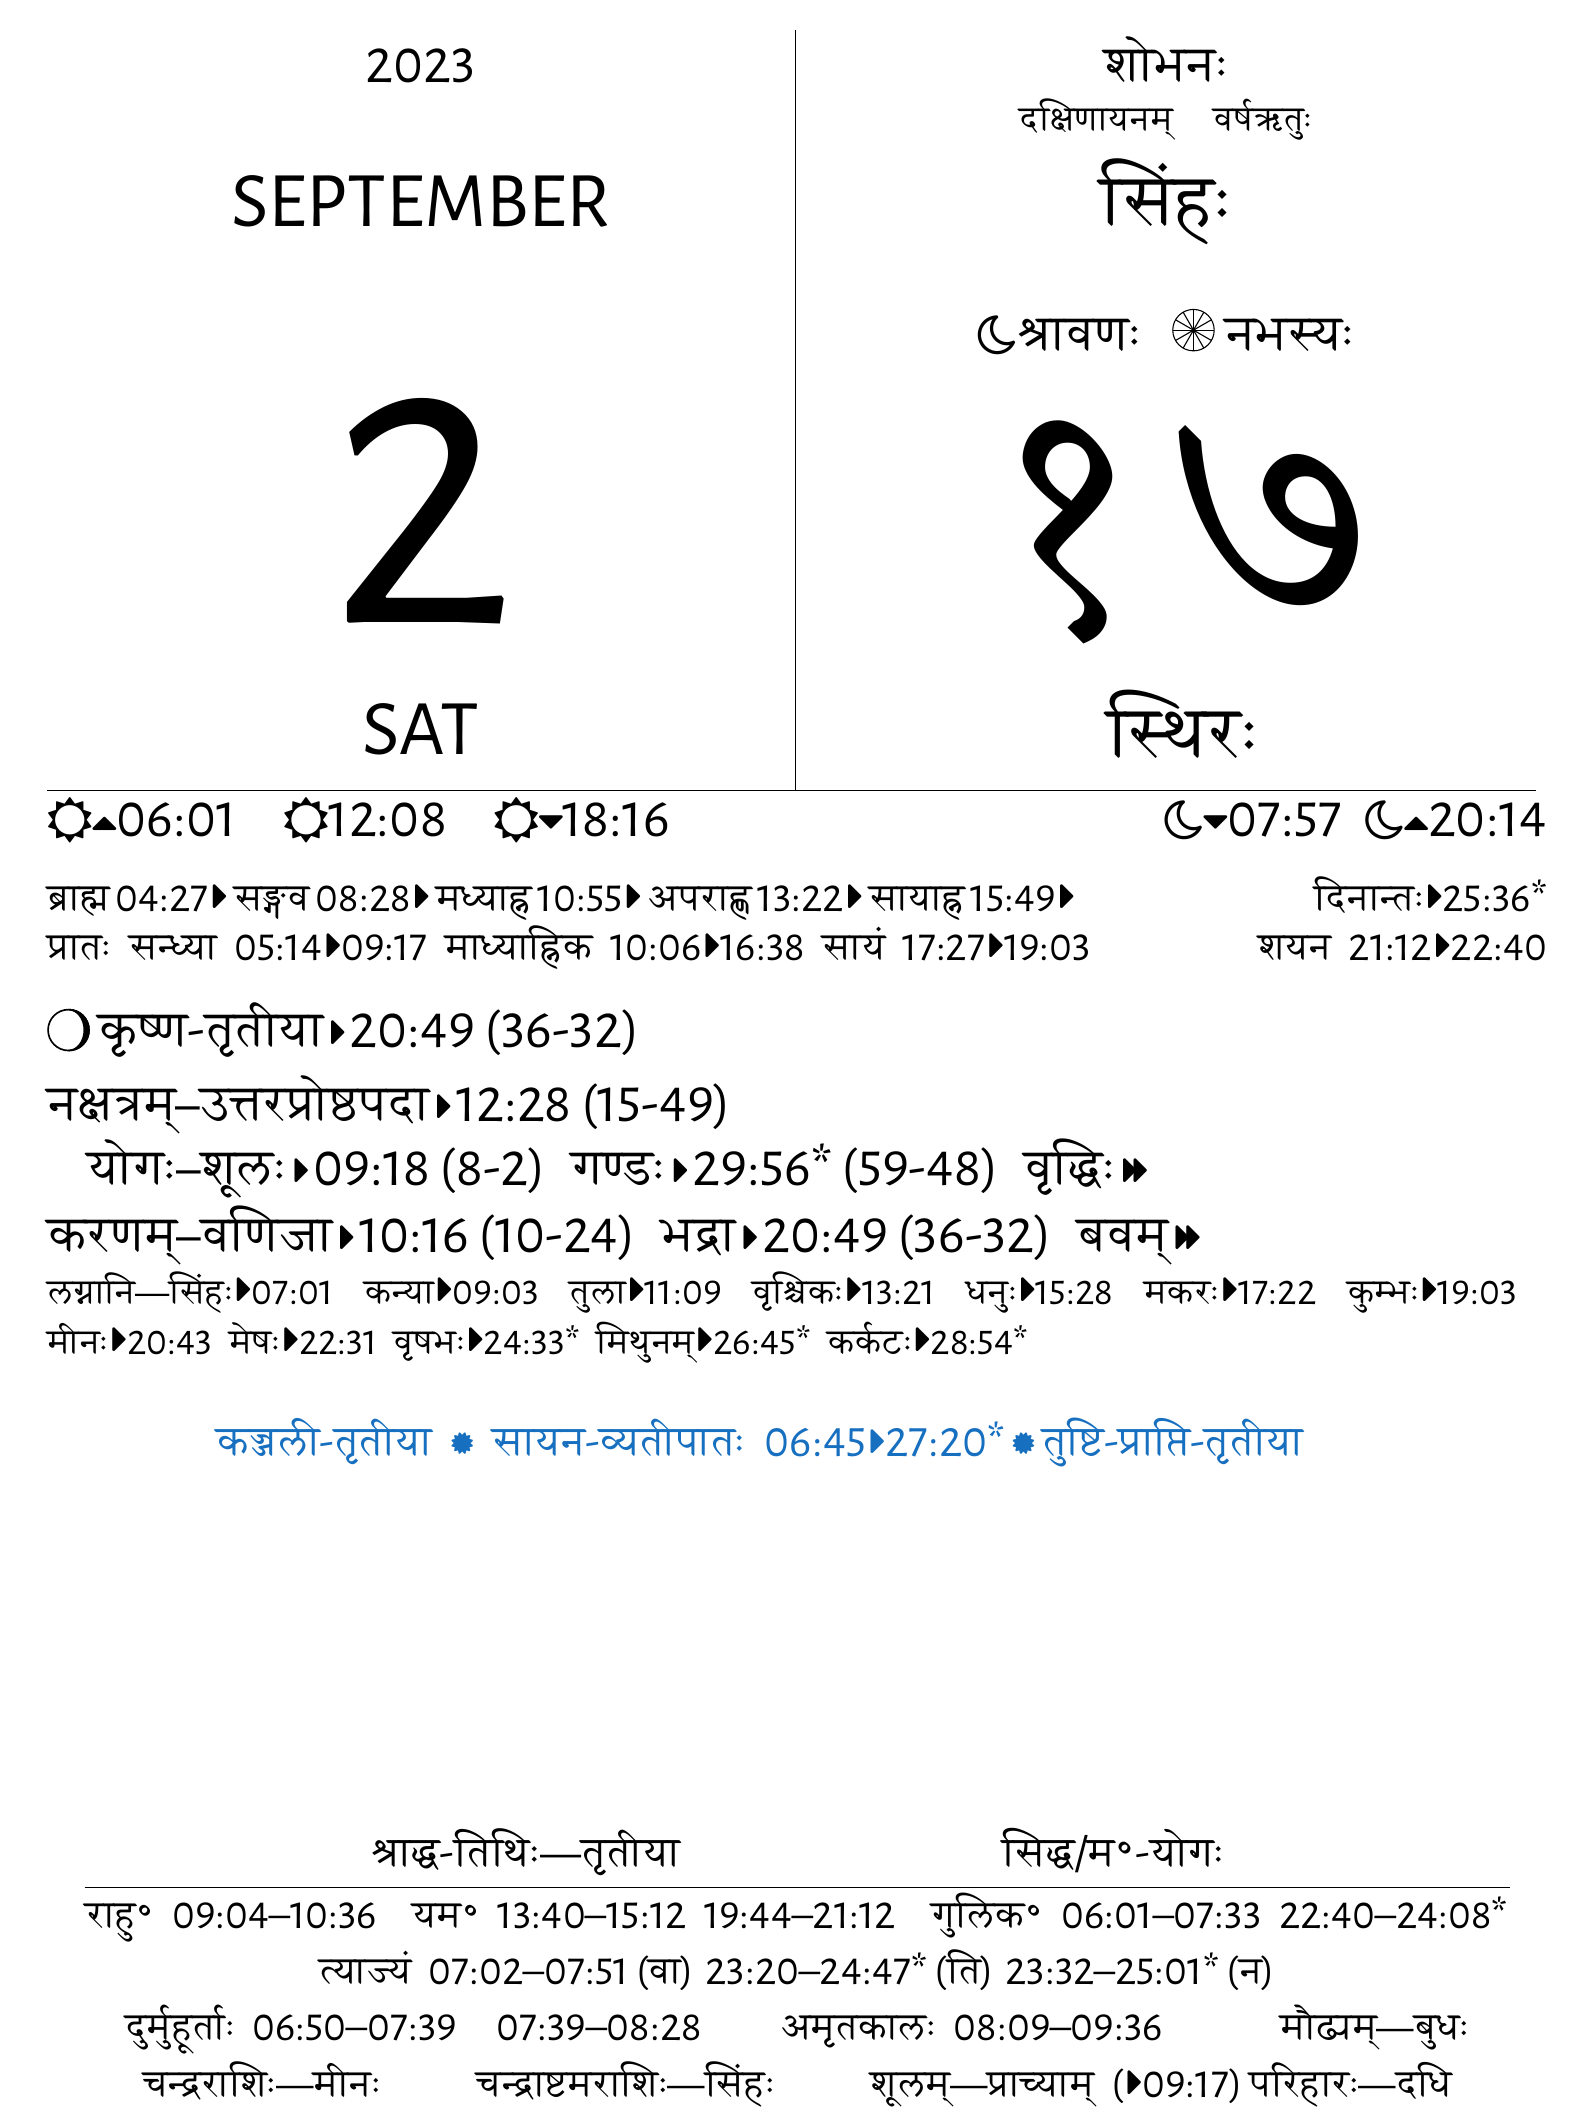 2023
SEPTEMBER
2
SAT
शोभनः
दक्षिणायनम् वर्षऋतुः
सिंहः
श्रावणः नभस्यः
१७
स्थिरः
06:01 12:08 18:16 07:57 20:14
ब्राह्म 04:27 सङ्गव 08:28 मध्याह्न 10:55 अपराह्ण 13:22 सायाह्न 15:49 दिनान्तः 25:36*
प्रातः सन्ध्या 05:14 09:17 माध्याह्निक 10:06 16:38 सायं 17:27 19:03 शयन 21:12 22:40
कृष्ण-तृतीया 20:49 (36-32)
नक्षत्रम्–उत्तरप्रोष्ठपदा 12:28 (15-49)
योगः–शूलः 09:18 (8-2) गण्डः 29:56* (59-48) वृद्धिः
करणम्–वणिजा 10:16 (10-24) भद्रा 20:49 (36-32) बवम्
लग्नानि—सिंहः 07:01 कन्या 09:03 तुला 11:09 वृश्चिकः 13:21 धनुः 15:28 मकरः 17:22 कुम्भः 19:03
मीनः 20:43 मेषः 22:31 वृषभः 24:33* मिथुनम् 26:45* कर्कटः 28:54*
कज्जली-तृतीया सायन-व्यतीपातः 06:45 27:20* तुष्टि-प्राप्ति-तृतीया
श्राद्ध-तिथिः—तृतीया सिद्ध/म॰-योगः
राहु॰ 09:04–10:36 यम॰ 13:40–15:12 19:44–21:12 गुलिक॰ 06:01–07:33 22:40–24:08*
त्याज्यं 07:02–07:51 (वा) 23:20–24:47* (ति) 23:32–25:01* (न)
दुर्मुहूर्ताः 06:50–07:39 07:39–08:28 अमृतकालः 08:09–09:36 मौढ्यम्—बुधः
चन्द्रराशिः—मीनः चन्द्राष्टमराशिः—सिंहः शूलम्—प्राच्याम् (09:17) परिहारः—दधि